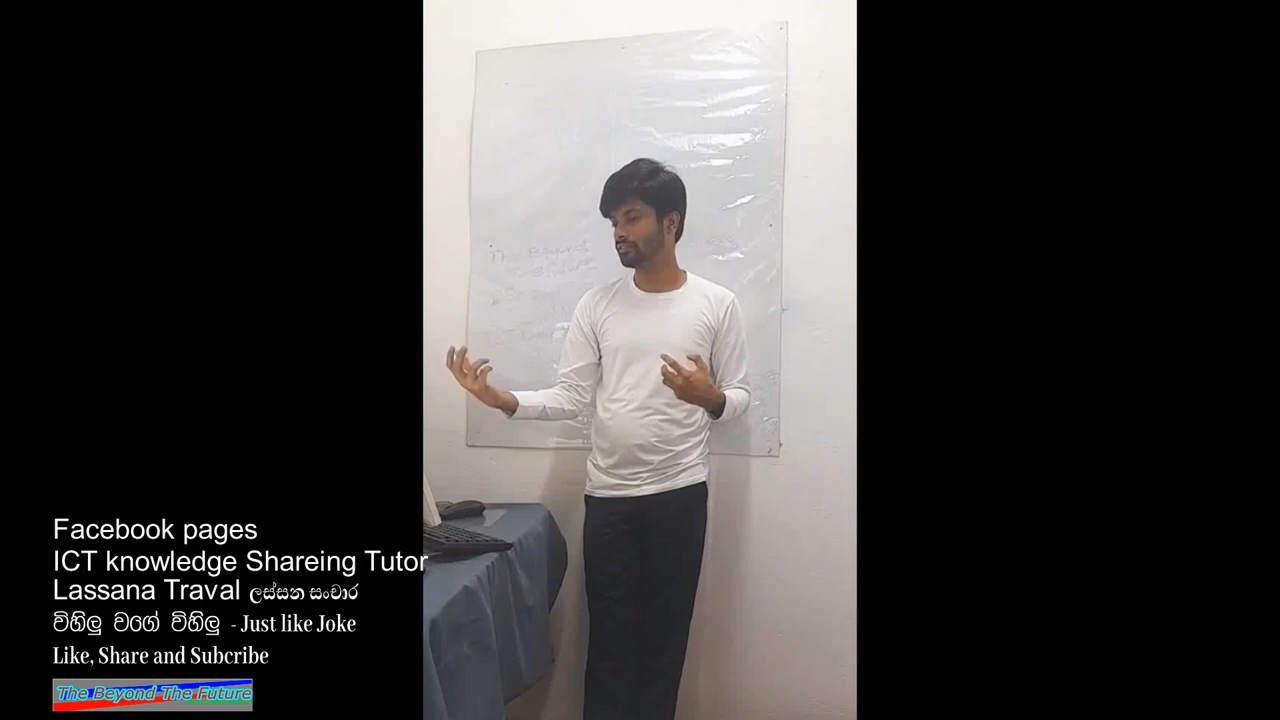 Facebook pages
ICT knowledge Shareing Tutor
Lassana Traval ලස්සන සංචාර
විහිලු වගේ විහිලු - Just like Joke
Like, Share and Subcribe
The Beyond The Future